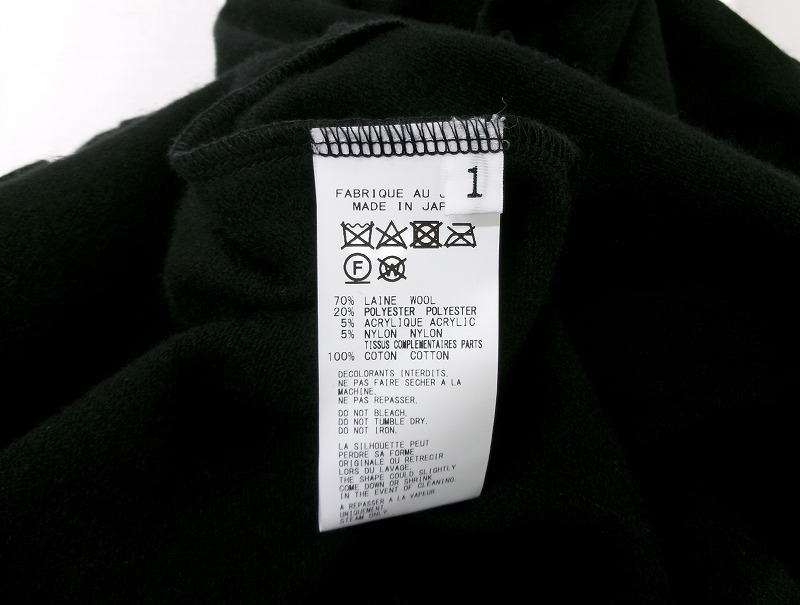 1
FABRIQUE AU
MADE IN
F
W
70% LAINE WOOL
20% POLYESTER POLYESTER
5% ACRYLIQUE ACRYLIC
5% NYLON NYLON
TISSUS COMPLEMENTAIRES PARTS
100% COTON COTTON
DECOLORANTS INTERDITS.
NE PAS FAIRE SECHER A LA
MACHINE.
NE PAS REPASSER.
DO NOT BLEACH.
DO NOT TUMBLE DRY.
DO NOT IRON.
LA SILHOUETTE PEUT
PERDRE SA FORME
ORIGINALE OU RETRECIR
LORS DU LAVAGE.
THE SHAPE COULD SLIGHTLY
COME DOWN OR SHRINK
IN THE EVENT OF CLEANING.
A REPASSER A LA VAPEUR
UNIQUEMENT.
STEAM ONLY